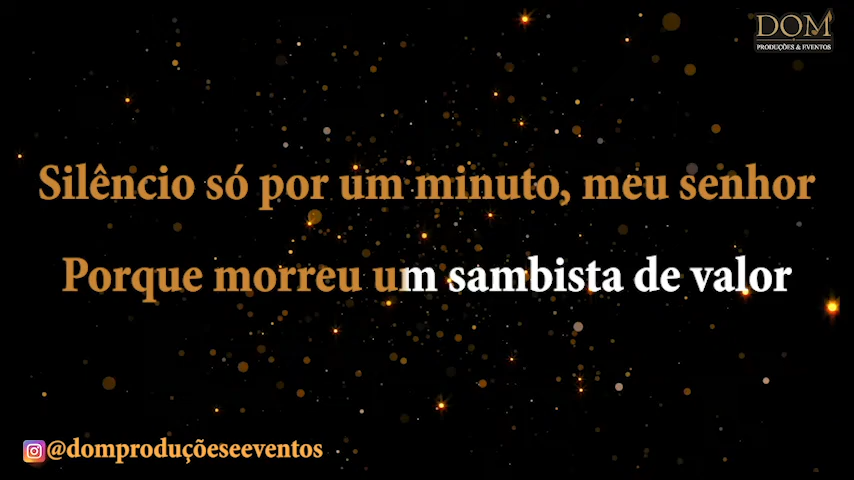 DOM
PRODUÇÕES & EVENTOS
Silêncio só por um minuto, meu senhor
Porque morreu um sambista de valor
@domproduçõeseeventos